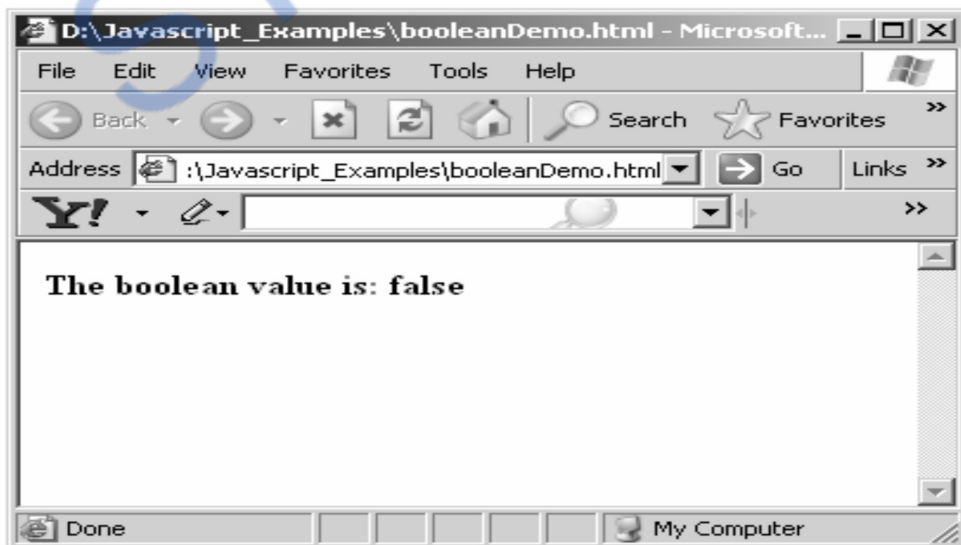 D:\Javascript_Examples\booleanDemo.html - Microsoft...
File Edit View Favorites Tools Help
Back Search Favorites »
Address :\Javascript_Examples\booleanDemo.html Go Links »
Y! »
The boolean value is: false
Done My Computer